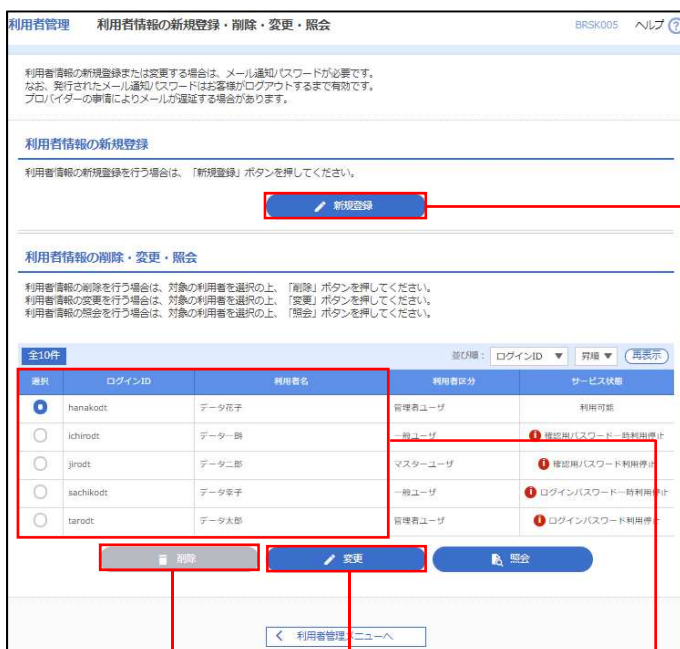 利用者管理 利用者情報の新規登録・削除・変更・照会 BRSK005 ヘルプ ?
利用者情報の新規登録または変更する場合は、メール通知パスワードが必要です。
なお、発行されたメール通知パスワードはお客様がログアウトするまで有効です。
プロバイダーの事情によりメールが遅延する場合があります。
利用者情報の新規登録
利用者情報の新規登録を行う場合は、「新規登録」ボタンを押してください。
新規登録
利用者情報の削除・変更・照会
利用者情報の削除を行う場合は、対象の利用者を選択の上、「削除」ボタンを押してください。
利用者情報の変更を行う場合は、対象の利用者を選択の上、「変更」ボタンを押してください。
利用者情報の照会を行う場合は、対象の利用者を選択の上、「照会」ボタンを押してください。
全10件 並び順： ログインID ▼ 昇順 ▼ 再表示
選択 ログインID 利用者名 利用者区分 サービス状態
hanakodt データ花子 管理者ユーザ 利用可能
ichirodt データ一朗 一般ユーザ 確認用パスワード一時利用停止
jirodt データ二郎 マスターユーザ 確認用パスワード利用停止
sachikodt データ幸子 一般ユーザ ログインパスワード一時利用停止
tarodt データ太郎 管理者ユーザ ログインパスワード利用停止
削除 変更 照会
利用者管理メニューへ